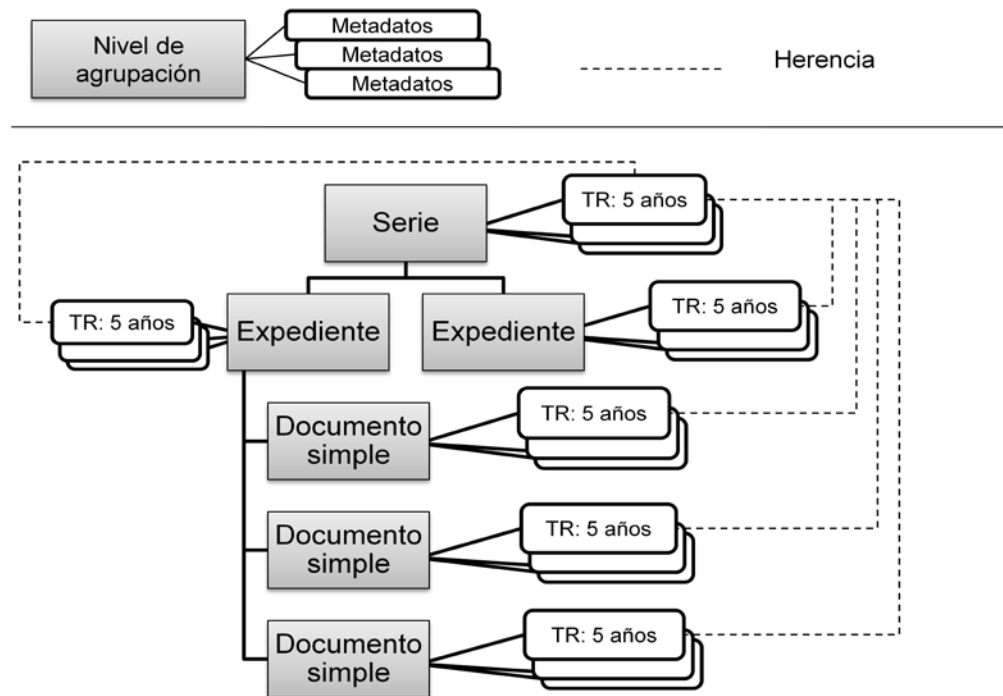 Nivel de
agrupación
Metadatos
Metadatos
Metadatos
Herencia
Serie
TR: 5 años
TR: 5 años
Expediente
Expediente
TR: 5 años
Documento
simple
TR: 5 años
Documento
simple
TR: 5 años
Documento
simple
TR: 5 años